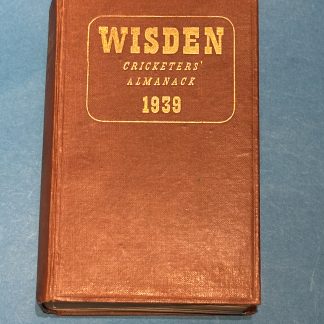 WISDEN
CRICKETERS'
ALMANACK
1939